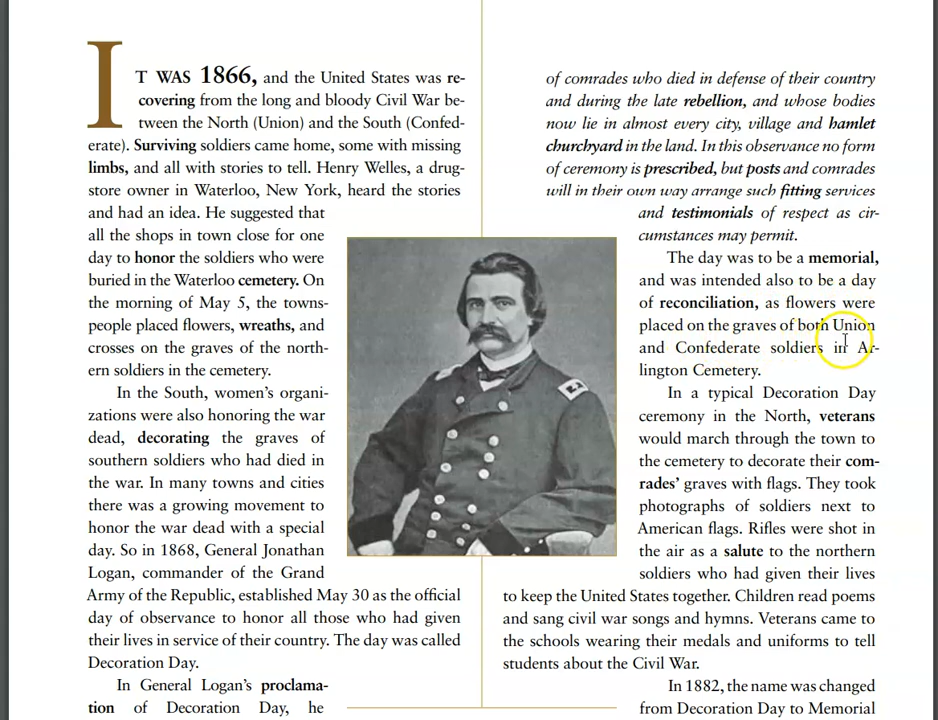 IT WAS 1866, and the United States was re-
covering from the long and bloody Civil War be-
tween the North (Union) and the South (Confed-
erate). Surviving soldiers came home, some with missing
limbs, and all with stories to tell. Henry Welles, a drug-
store owner in Waterloo, New York, heard the stories
and had an idea. He suggested that
all the shops in town close for one
day to honor the soldiers who were
buried in the Waterloo cemetery. On
the morning of May 5, the towns-
people placed flowers, wreaths, and
crosses on the graves of the north-
ern soldiers in the cemetery.
In the South, women's organi-
zations were also honoring the war
dead, decorating the graves of
southern soldiers who had died in
the war. In many towns and cities
there was a growing movement to
honor the war dead with a special
day. So in 1868, General Jonathan
Logan, commander of the Grand
Army of the Republic, established May 30 as the official
day of observance to honor all those who had given
their lives in service of their country. The day was called
Decoration Day.
In General Logan's proclama-
tion of Decoration Day, he
of comrades who died in defense of their country
and during the late rebellion, and whose bodies
now lie in almost every city, village and hamlet
churchyard in the land. In this observance no form
of ceremony is prescribed, but posts and comrades
will in their own way arrange such fitting services
and testimonials of respect as cir-
cumstances may permit.
The day was to be a memorial,
and was intended also to be a day
of reconciliation, as flowers were
placed on the graves of both Union
and Confederate soldiers in Ar-
lington Cemetery.
In a typical Decoration Day
ceremony in the North, veterans
would march through the town to
the cemetery to decorate their com-
rades' graves with flags. They took
photographs of soldiers next to
American flags. Rifles were shot in
the air as a salute to the northern
soldiers who had given their lives
to keep the United States together. Children read poems
and sang civil war songs and hymns. Veterans came to
the schools wearing their medals and uniforms to tell
students about the Civil War.
In 1882, the name was changed
from Decoration Day to Memorial